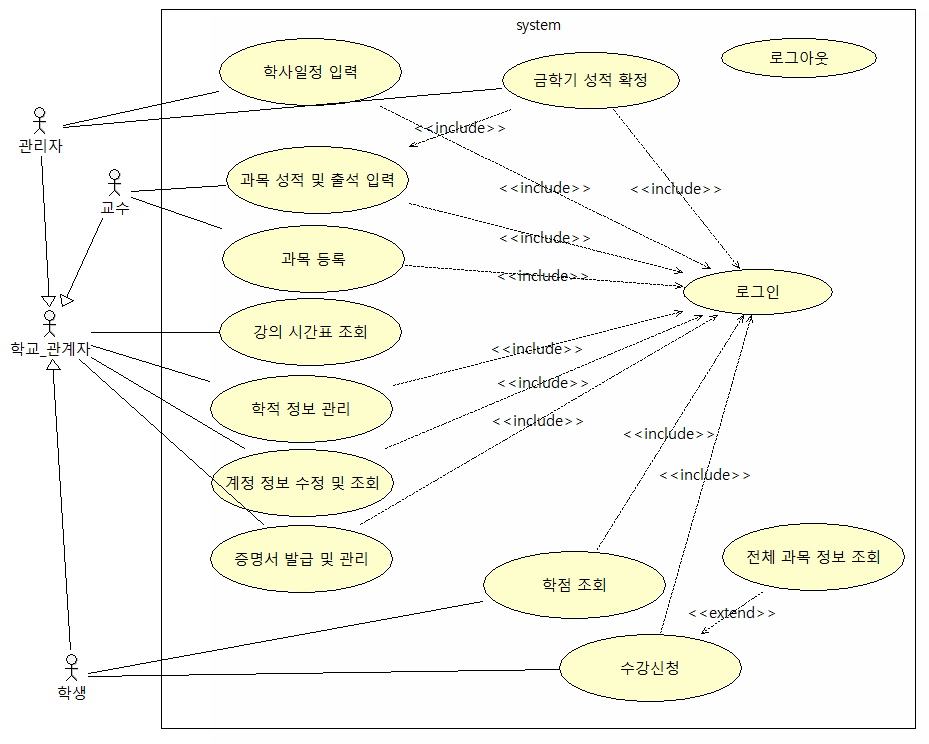 system
학사일정 입력
금학기 성적 확정
로그아웃
관리자
<<include>>
과목 성적 및 출석 입력
<<include>>
<<include>>
교수
<<include>>
과목 등록
<<include>>
로그인
학교_관계자
강의 시간표 조회
<<include>>
<<include>>
학적 정보 관리
<<include>>
<<include>>
<<include>>
계정 정보 수정 및 조회
증명서 발급 및 관리
전체 과목 정보 조회
학점 조회
<<extend>>
수강신청
학생